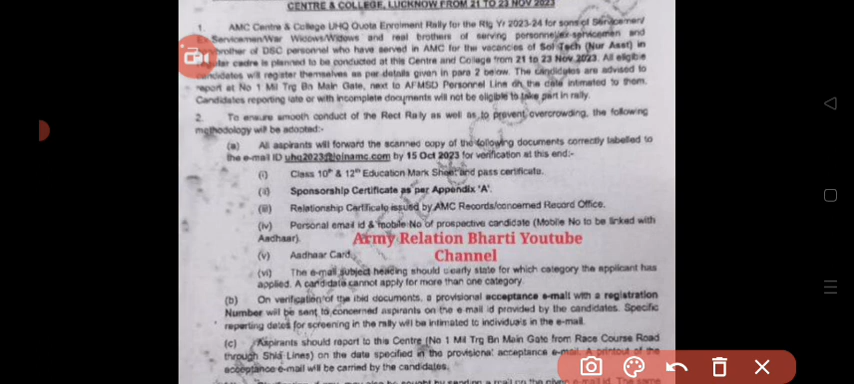 CENTRE & COLLEGE, LUCKNOW FROM 21 TO 23 NOV 2023
1. AMC Centre & College UHQ Quota Enrolment Rally for the Rtg Yr 2023-24 for sons of Servicemen/
Ex-Servicemen/War Widows/Widows and real brothers of serving personnel/ex-servicemen and
brother of DSC personnel who have served in AMC for the vacancies of Sol Tech (Nur Asst) in
cadre is planned to be conducted at this Centre and College from 21 to 23 Nov 2023. All eligible
candidates will register themselves as per details given in para 2 below. The candidates are advised to
report at No 1 Mil Trg Bn Main Gate, next to AFMSD Personnel Line on the date intimated to them.
Candidates reporting late or with incomplete documents will not be eligible to take part in rally.
2. To ensure smooth conduct of the Rect Rally as well as to prevent overcrowding, the following
methodology will be adopted:-
(a) All aspirants will forward the scanned copy of the following documents correctly labelled to
the e-mail ID uhq2023@joinamc.com by 15 Oct 2023 for verification at this end:-
(i) Class 10th & 12th Education Mark Sheet and pass certificate.
(ii) Sponsorship Certificate as per Appendix 'A'.
(iii) Relationship Certificate issued by AMC Records/concerned Record Office.
(iv) Personal email id & mobile No of prospective candidate (Mobile No to be linked with
Aadhaar).
Army Relation Bharti Youtube
Channel
(v) Aadhaar Card.
(vi) The e-mail subject heading should clearly state for which category the applicant has
applied. A candidate cannot apply for more than one category.
(b) On verification of the ibid documents, a provisional acceptance e-mail with a registration
Number will be sent to concerned aspirants on the e mail id provided by the candidates. Specific
reporting dates for screening in the rally will be intimated to individuals in the e-mail.
(c) Aspirants should report to this Centre (No 1 Mil Trg Bn Main Gate from Race Course Road
through Shia Lines) on the data specified in the provisional acceptance e-mail. A printout of the
acceptance e-mail will be carried by the candidates.